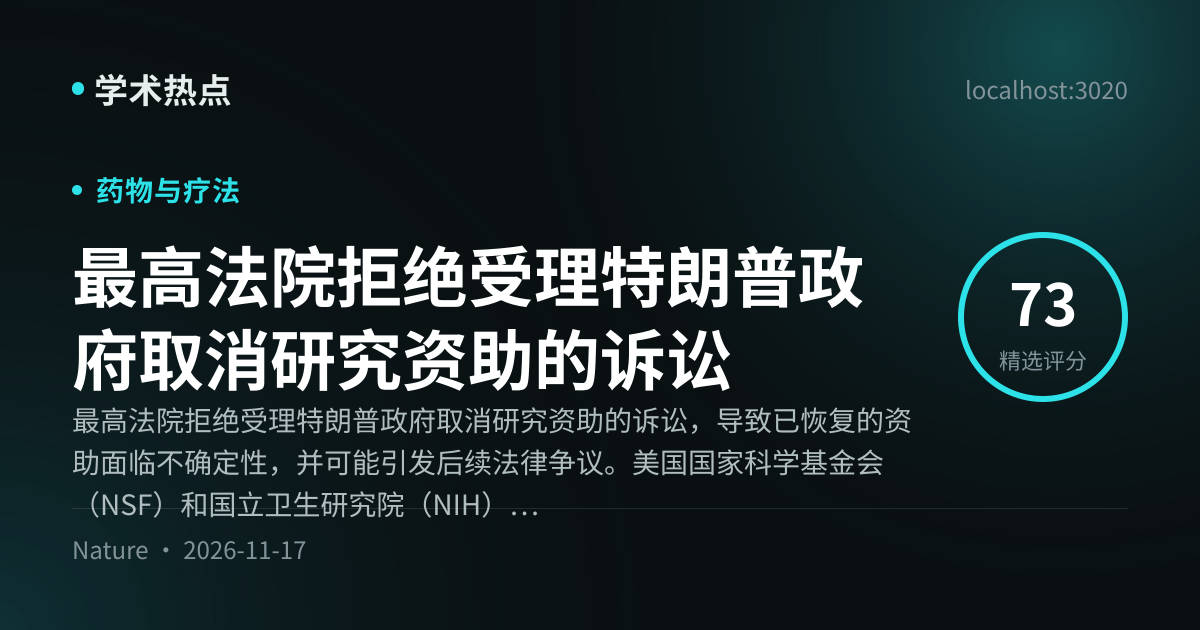 学术热点
localhost:3020
药物与疗法
最高法院拒绝受理特朗普政
府取消研究资助的诉讼
73
精选评分
最高法院拒绝受理特朗普政府取消研究资助的诉讼，导致已恢复的资
助面临不确定性，并可能引发后续法律争议。美国国家科学基金会
（NSF）和国立卫生研究院（NIH）…
Nature · 2026-11-17